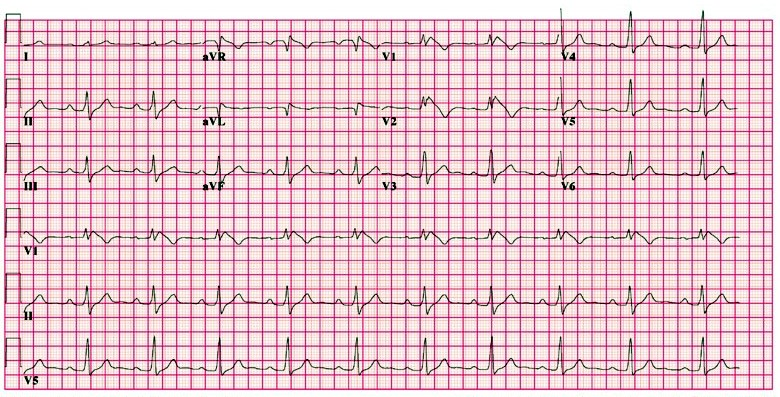 I aVR V1 V4
II aVL V2 V5
III aVF V3 V6
V1
II
V5